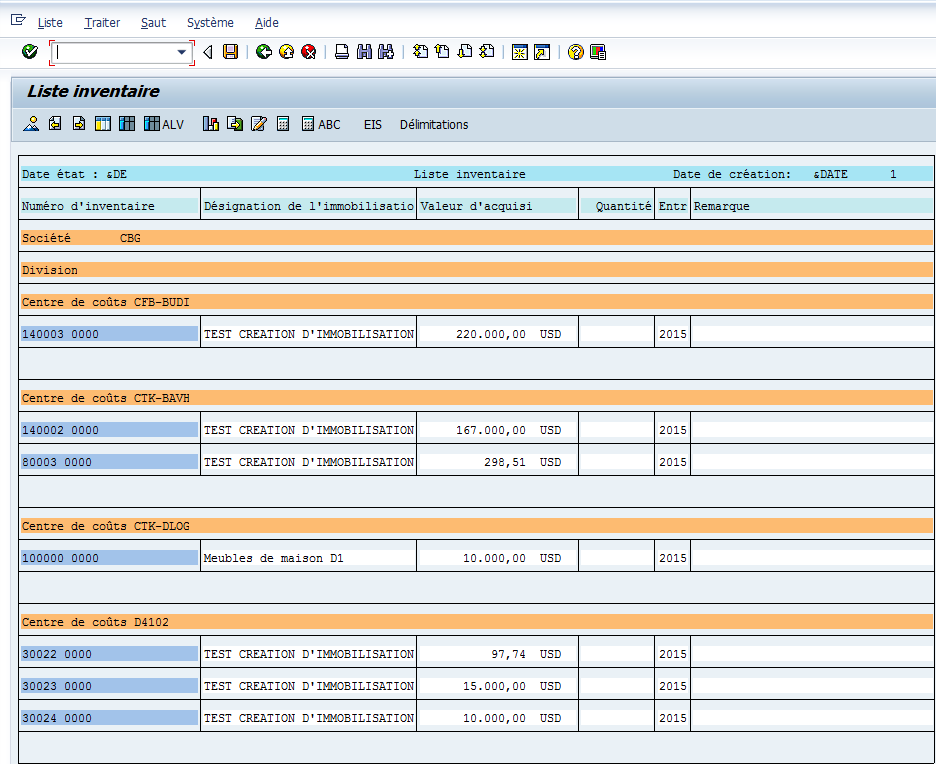 Liste Traiter Saut Système Aide
Liste inventaire
ALV ABC EIS Délimitations
Date état : &DE Liste inventaire Date de création: &DATE 1
Numéro d'inventaire Désignation de l'immobilisatio Valeur d'acquisi Quantité Entr Remarque
Société CBG
Division
Centre de coûts CFB-BUDI
140003 0000 TEST CREATION D'IMMOBILISATION 220.000,00 USD 2015
Centre de coûts CTK-BAVH
140002 0000 TEST CREATION D'IMMOBILISATION 167.000,00 USD 2015
80003 0000 TEST CREATION D'IMMOBILISATION 298,51 USD 2015
Centre de coûts CTK-DLOG
100000 0000 Meubles de maison D1 10.000,00 USD 2015
Centre de coûts D4102
30022 0000 TEST CREATION D'IMMOBILISATION 97,74 USD 2015
30023 0000 TEST CREATION D'IMMOBILISATION 15.000,00 USD 2015
30024 0000 TEST CREATION D'IMMOBILISATION 10.000,00 USD 2015